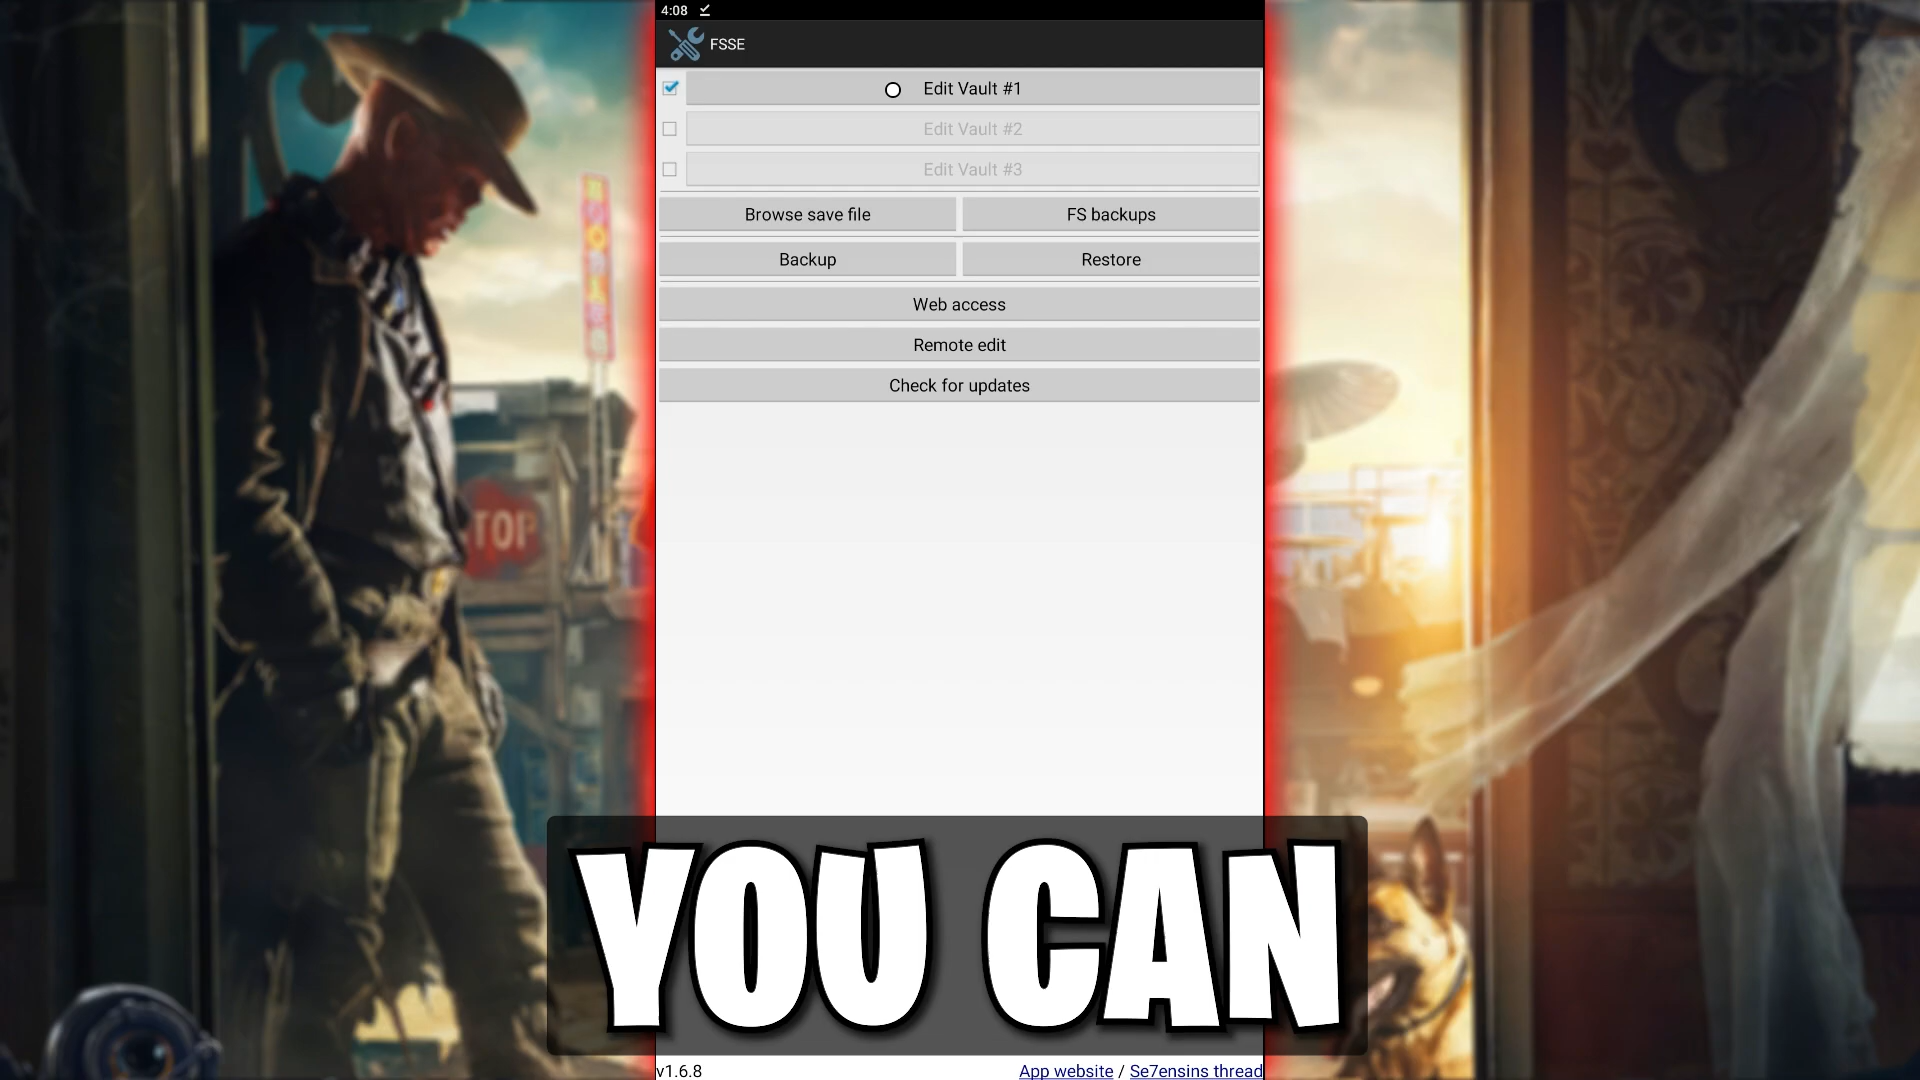 4:08
FSSE
Edit Vault #1
Edit Vault #2
Edit Vault #3
Browse save file
FS backups
Backup
Restore
Web access
Remote edit
Check for updates
TOP
YOU CAN
v1.6.8
App website / Se7ensins thread